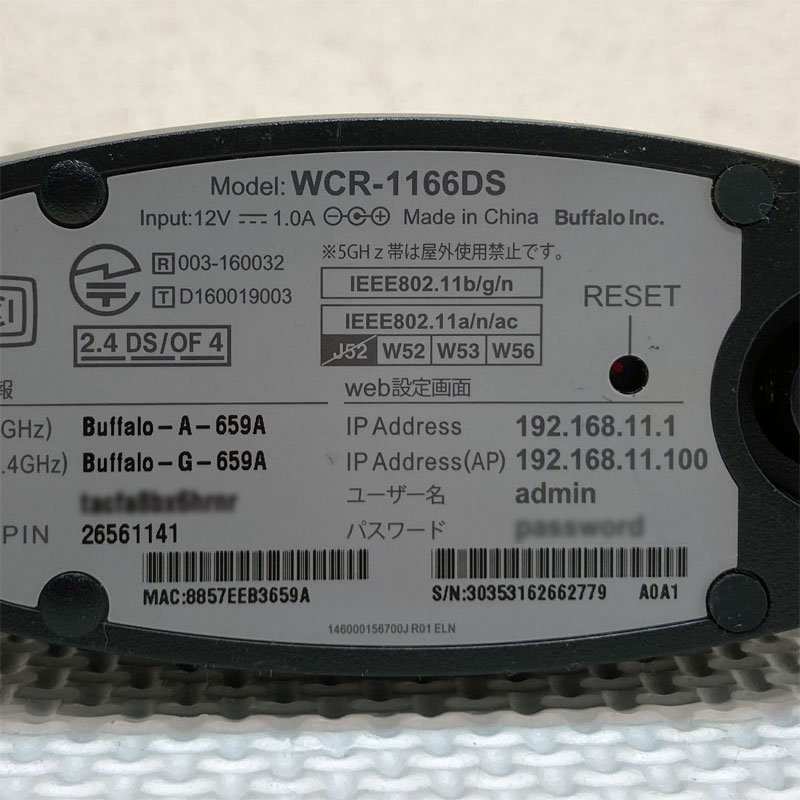 Model: WCR-1166DS
Input:12V 1.0A Made in China Buffalo Inc.
R 003-160032
T D160019003
2.4 DS/OF 4
※5GHz帯は屋外使用禁止です。
IEEE802.11b/g/n
IEEE802.11a/n/ac
J52 W52 W53 W56
RESET
報
GHz) Buffalo-A-659A
.4GHz) Buffalo-G-659A
PIN 26561141
MAC:8857EEB3659A
web設定画面
IP Address 192.168.11.1
IP Address(AP) 192.168.11.100
ユーザー名 admin
パスワード
S/N:30353162662779 A0A1
146000156700J R01 ELN